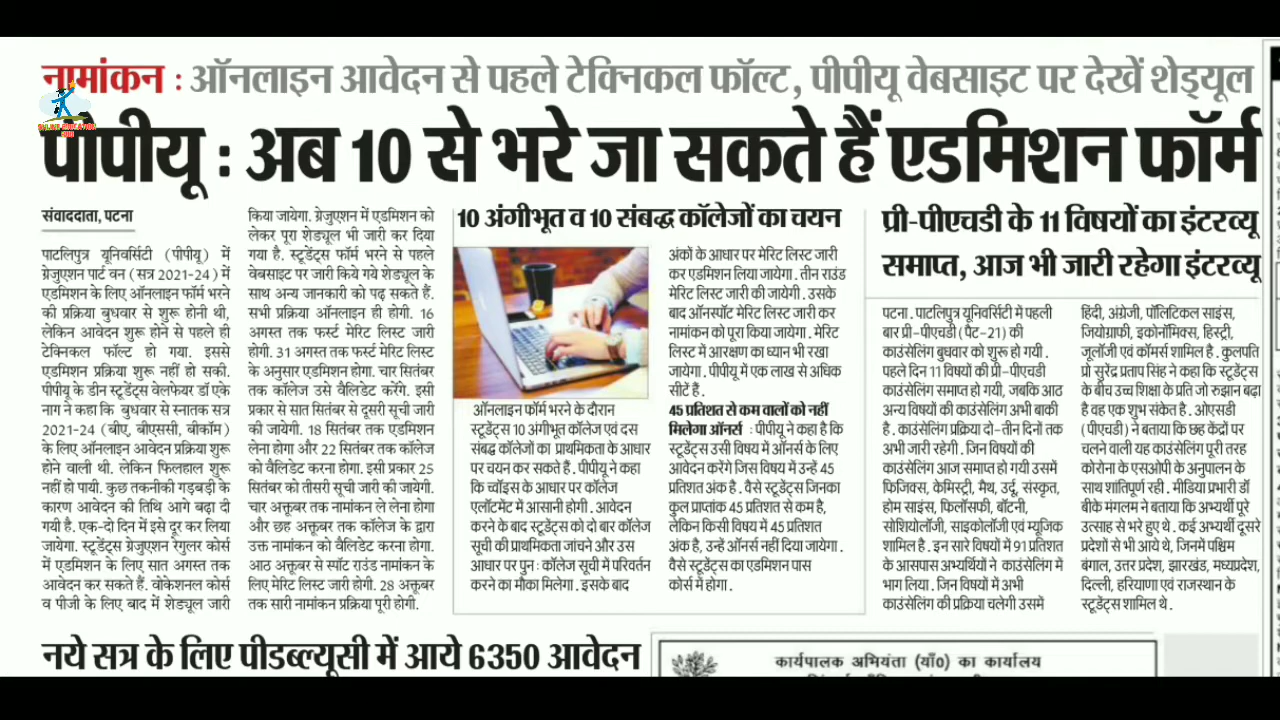 नामांकन : ऑनलाइन आवेदन से पहले टेक्निकल फॉल्ट, पीपीयू वेबसाइट पर देखें शेड्यूल
पीपीयू : अब 10 से भरे जा सकते हैं एडमिशन फॉर्म
संवाददाता, पटना
पाटलिपुत्र यूनिवर्सिटी (पीपीयू) में
ग्रेजुएशन पार्ट वन (सत्र 2021-24) में
एडमिशन के लिए ऑनलाइन फॉर्म भरने
की प्रक्रिया बुधवार से शुरू होनी थी,
लेकिन आवेदन शुरू होने से पहले ही
टेक्निकल फॉल्ट हो गया. इससे
एडमिशन प्रक्रिया शुरू नहीं हो सकी.
पीपीयू के डीन स्टूडेंट्स वेलफेयर डॉ एके
नाग ने कहा कि बुधवार से स्नातक सत्र
2021-24 (बीए, बीएससी, बीकॉम)
के लिए ऑनलाइन आवेदन प्रक्रिया शुरू
होने वाली थी. लेकिन फिलहाल शुरू
नहीं हो पायी. कुछ तकनीकी गड़बड़ी के
कारण आवेदन की तिथि आगे बढ़ा दी
गयी है. एक-दो दिन में इसे दूर कर लिया
जायेगा. स्टूडेंट्स ग्रेजुएशन रेगुलर कोर्स
में एडमिशन के लिए सात अगस्त तक
आवेदन कर सकते हैं. वोकेशनल कोर्स
व पीजी के लिए बाद में शेड्यूल जारी
किया जायेगा. ग्रेजुएशन में एडमिशन को
लेकर पूरा शेड्यूल भी जारी कर दिया
गया है. स्टूडेंट्स फॉर्म भरने से पहले
वेबसाइट पर जारी किये गये शेड्यूल के
साथ अन्य जानकारी को पढ़ सकते हैं.
सभी प्रक्रिया ऑनलाइन ही होगी. 16
अगस्त तक फर्स्ट मेरिट लिस्ट जारी
होगी. 31 अगस्त तक फर्स्ट मेरिट लिस्ट
के अनुसार एडमिशन होगा. चार सितंबर
तक कॉलेज उसे वैलिडेट करेंगे. इसी
प्रकार से सात सितंबर से दूसरी सूची जारी
की जायेगी. 18 सितंबर तक एडमिशन
लेना होगा और 22 सितंबर तक कॉलेज
को वैलिडेट करना होगा. इसी प्रकार 25
सितंबर को तीसरी सूची जारी की जायेगी.
चार अक्तूबर तक नामांकन ले लेना होगा
और छह अक्तूबर तक कॉलेज के द्वारा
उक्त नामांकन को वैलिडेट करना होगा.
आठ अक्तूबर से स्पॉट राउंड नामांकन के
लिए मेरिट लिस्ट जारी होगी. 28 अक्तूबर
तक सारी नामांकन प्रक्रिया पूरी होगी.
10 अंगीभूत व 10 संबद्ध कॉलेजों का चयन
ऑनलाइन फॉर्म भरने के दौरान
स्टूडेंट्स 10 अंगीभूत कॉलेज एवं दस
संबद्ध कॉलेजों का प्राथमिकता के आधार
पर चयन कर सकते हैं . पीपीयू ने कहा
कि च्वॉइस के आधार पर कॉलेज
एलॉटमेंट में आसानी होगी . आवेदन
करने के बाद स्टूडेंट्स को दो बार कॉलेज
सूची की प्राथमिकता जांचने और उस
आधार पर पुन: कॉलेज सूची में परिवर्तन
करने का मौका मिलेगा . इसके बाद
अंकों के आधार पर मेरिट लिस्ट जारी
कर एडमिशन लिया जायेगा . तीन राउंड
मेरिट लिस्ट जारी की जायेगी . उसके
बाद ऑनस्पॉट मेरिट लिस्ट जारी कर
नामांकन को पूरा किया जायेगा . मेरिट
लिस्ट में आरक्षण का ध्यान भी रखा
जायेगा . पीपीयू में एक लाख से अधिक
सीटें हैं .
45 प्रतिशत से कम वालों को नहीं
मिलेगा ऑनर्स : पीपीयू ने कहा है कि
स्टूडेंट्स उसी विषय में ऑनर्स के लिए
आवेदन करेंगे जिस विषय में उन्हें 45
प्रतिशत अंक है . वैसे स्टूडेंट्स जिनका
कुल प्राप्तांक 45 प्रतिशत से कम है,
लेकिन किसी विषय में 45 प्रतिशत
अंक है, उन्हें ऑनर्स नहीं दिया जायेगा .
वैसे स्टूडेंट्स का एडमिशन पास
कोर्स में होगा .
प्री-पीएचडी के 11 विषयों का इंटरव्यू
समाप्त, आज भी जारी रहेगा इंटरव्यू
पटना . पाटलिपुत्र यूनिवर्सिटी में पहली
बार प्री-पीएचडी (पैट-21) की
काउंसेलिंग बुधवार को शुरू हो गयी .
पहले दिन 11 विषयों की प्री-पीएचडी
काउंसेलिंग समाप्त हो गयी, जबकि आठ
अन्य विषयों की काउंसेलिंग अभी बाकी
है . काउंसेलिंग प्रक्रिया दो-तीन दिनों तक
अभी जारी रहेगी . जिन विषयों की
काउंसेलिंग आज समाप्त हो गयी उसमें
फिजिक्स, केमिस्ट्री, मैथ, उर्दू, संस्कृत,
होम साइंस, फिलॉसफी, बॉटनी,
सोशियोलॉजी, साइकोलॉजी एवं म्यूजिक
शामिल है . इन सारे विषयों में 91 प्रतिशत
के आसपास अभ्यर्थियों ने काउंसेलिंग में
भाग लिया . जिन विषयों में अभी
काउंसेलिंग की प्रक्रिया चलेगी उसमें
हिंदी, अंग्रेजी, पॉलिटिकल साइंस,
जियोग्राफी, इकोनॉमिक्स, हिस्ट्री,
जूलॉजी एवं कॉमर्स शामिल है . कुलपति
प्रो सुरेंद्र प्रताप सिंह ने कहा कि स्टूडेंट्स
के बीच उच्च शिक्षा के प्रति जो रुझान बढ़ा
है वह एक शुभ संकेत है . ओएसडी
(पीएचडी) ने बताया कि छह केंद्रों पर
चलने वाली यह काउंसेलिंग पूरी तरह
कोरोना के एसओपी के अनुपालन के
साथ शांतिपूर्ण रही . मीडिया प्रभारी डॉ
बीके मंगलम ने बताया कि अभ्यर्थी पूरे
उत्साह से भरे हुए थे . कई अभ्यर्थी दूसरे
प्रदेशों से भी आये थे, जिनमें पश्चिम
बंगाल, उत्तर प्रदेश, झारखंड, मध्यप्रदेश,
दिल्ली, हरियाणा एवं राजस्थान के
स्टूडेंट्स शामिल थे .
नये सत्र के लिए पीडब्ल्यूसी में आये 6350 आवेदन
कार्यपालक अभियंता (याँ0) का कार्यालय